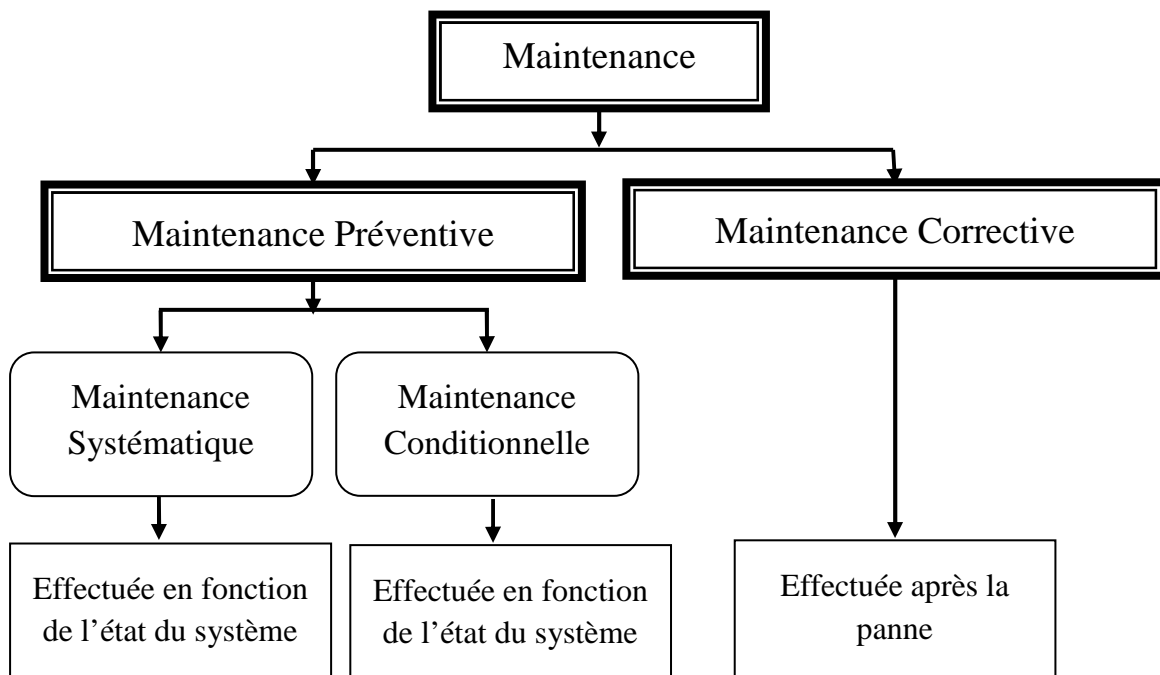 Maintenance
Maintenance Préventive
Maintenance Corrective
Maintenance
Systématique
Maintenance
Conditionnelle
Effectuée en fonction
de l’état du système
Effectuée en fonction
de l’état du système
Effectuée après la
panne